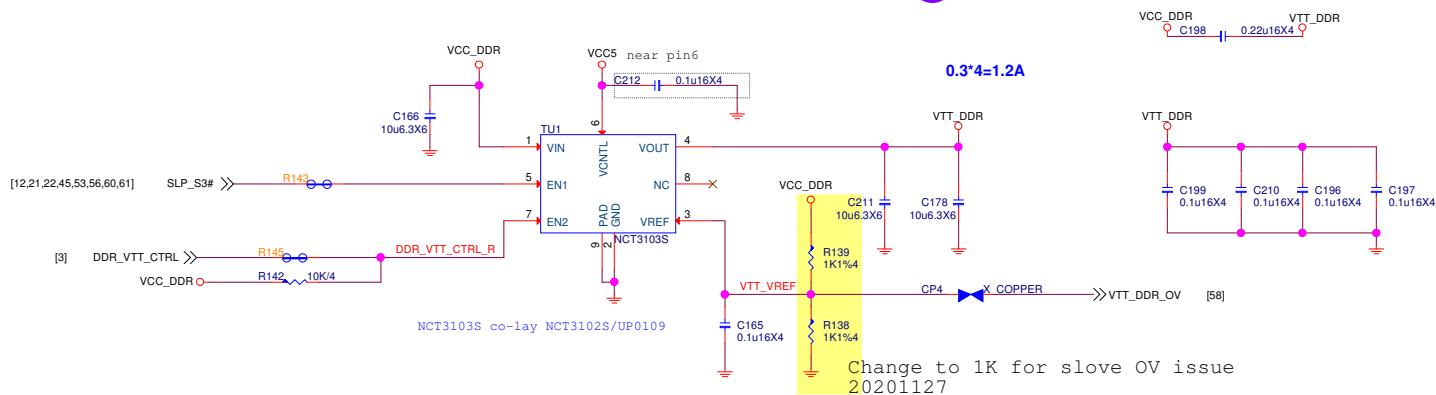 VCC_DDR
VTT_DDR
C198
0.22u16X4
VCC_DDR
VCC5
near pin6
0.3*4=1.2A
C212
0.1u16X4
C166
10u6.3X6
TU1
6
1
VIN
VCNTL
VOUT
4
VTT_DDR
VTT_DDR
[12,21,22,45,53,56,60,61]
SLP_S3#
R143
5
EN1
NC
8
VCC_DDR
C211
10u6.3X6
C178
10u6.3X6
C199
0.1u16X4
C210
0.1u16X4
C196
0.1u16X4
C197
0.1u16X4
7
EN2
PAD
GND
VREF
3
9
2
NCT3103S
[3]
DDR_VTT_CTRL
R145
DDR_VTT_CTRL_R
R139
1K1%4
VCC_DDR
R142
10K/4
VTT_VREF
CP4
X_COPPER
VTT_DDR_OV
[58]
NCT3103S co-lay NCT3102S/UP0109
C165
0.1u16X4
R138
1K1%4
Change to 1K for slove OV issue
20201127